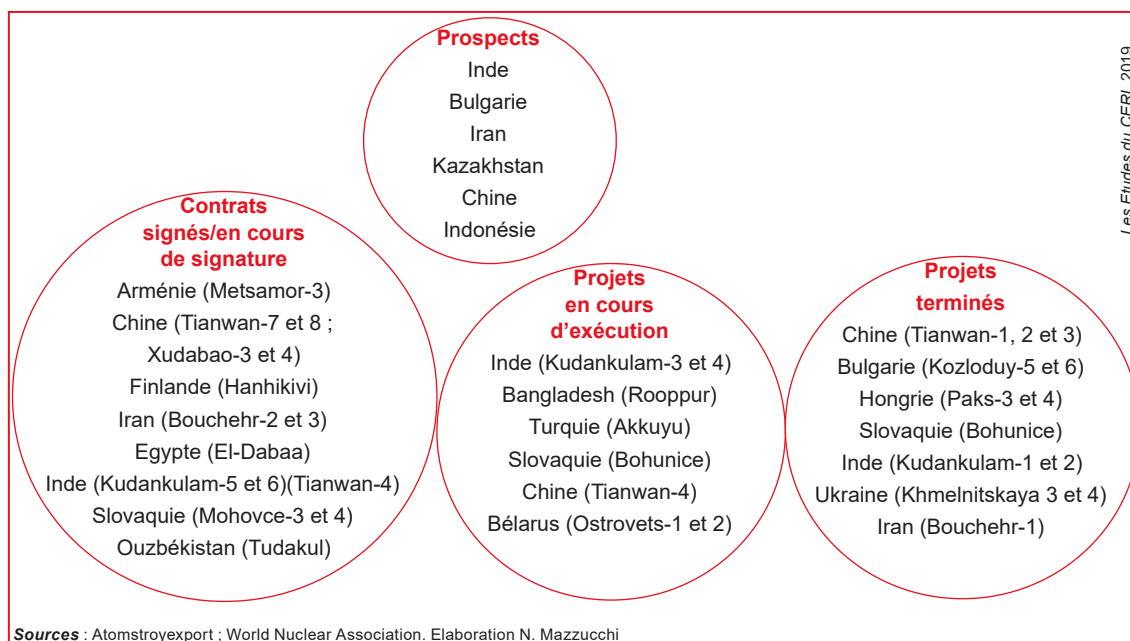 Prospects
Inde
Bulgarie
Iran
Kazakhstan
Chine
Indonésie
Contrats
signés/en cours
de signature
Arménie (Metsamor-3)
Chine (Tianwan-7 et 8 ;
Xudabao-3 et 4)
Finlande (Hanhikivi)
Iran (Bouchehr-2 et 3)
Egypte (El-Dabaa)
Inde (Kudankulam-5 et 6)(Tianwan-4)
Slovaquie (Mohovce-3 et 4)
Ouzbékistan (Tudakul)
Projets
en cours
d’exécution
Inde (Kudankulam-3 et 4)
Bangladesh (Rooppur)
Turquie (Akkuyu)
Slovaquie (Bohunice)
Chine (Tianwan-4)
Bélarus (Ostrovets-1 et 2)
Projets
terminés
Chine (Tianwan-1, 2 et 3)
Bulgarie (Kozloduy-5 et 6)
Hongrie (Paks-3 et 4)
Slovaquie (Bohunice)
Inde (Kudankulam-1 et 2)
Ukraine (Khmelnitskaya 3 et 4)
Iran (Bouchehr-1)
Les Etudes du CERI, 2019
Sources : Atomstroyexport ; World Nuclear Association. Elaboration N. Mazzucchi